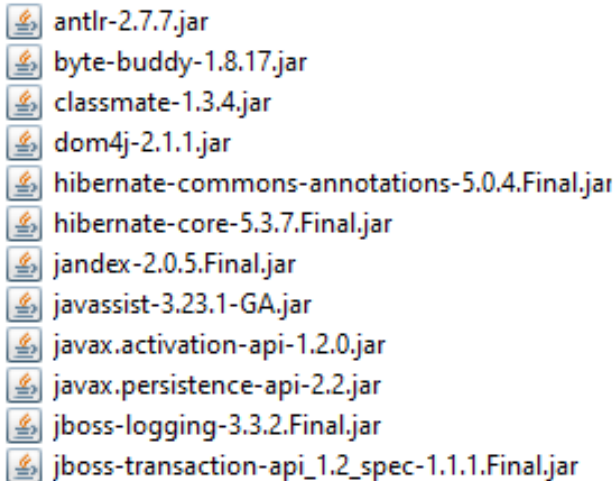 antlr-2.7.7.jar
byte-buddy-1.8.17.jar
classmate-1.3.4.jar
dom4j-2.1.1.jar
hibernate-commons-annotations-5.0.4.Final.jar
hibernate-core-5.3.7.Final.jar
jandex-2.0.5.Final.jar
javassist-3.23.1-GA.jar
javax.activation-api-1.2.0.jar
javax.persistence-api-2.2.jar
jboss-logging-3.3.2.Final.jar
jboss-transaction-api_1.2_spec-1.1.1.Final.jar